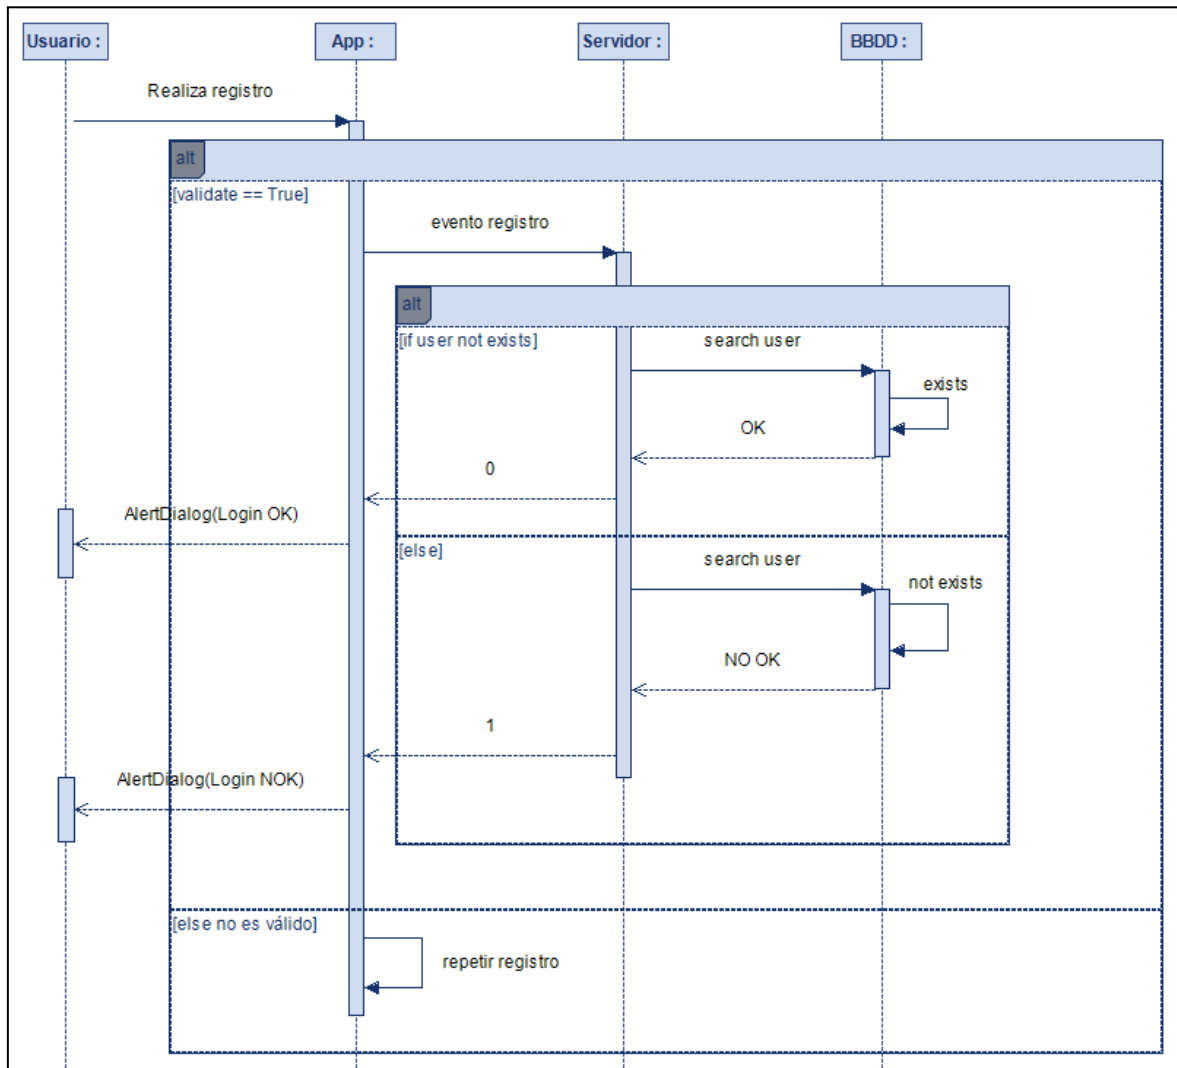 Usuario :
App :
Servidor :
BBDD :
Realiza registro
alt
[validate == True]
evento registro
alt
[if user not exists]
search user
exists
OK
0
AlertDialog(Login OK)
[else]
search user
not exists
NO OK
1
AlertDialog(Login NOK)
[else no es válido]
repetir registro